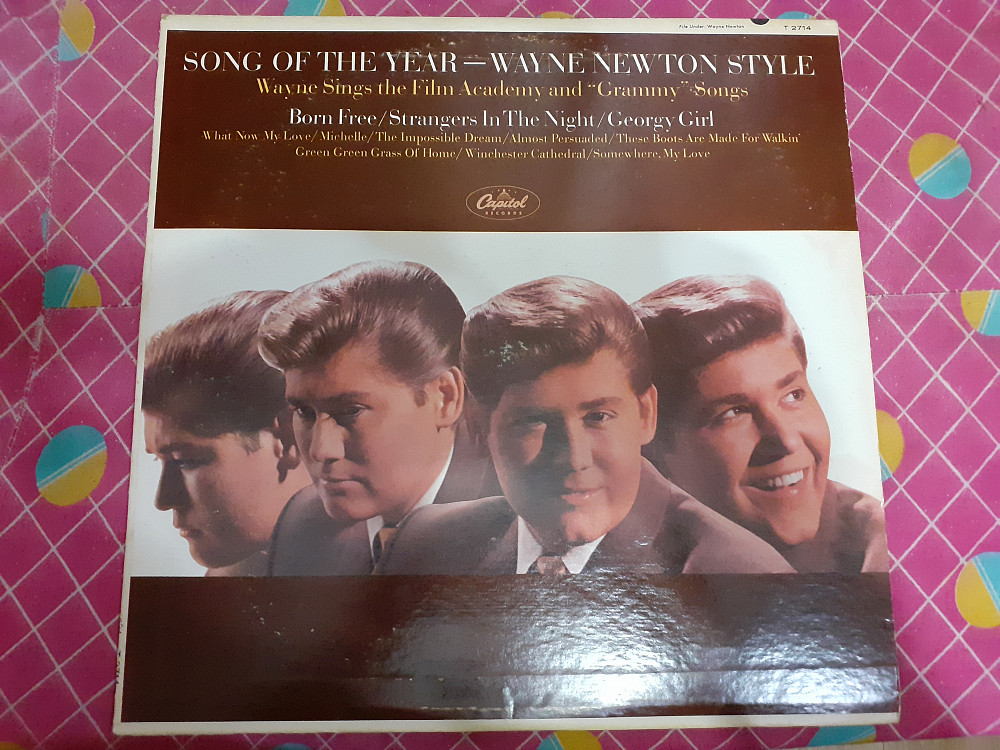 File Under: Wayne Newton T 2714
SONG OF THE YEAR—WAYNE NEWTON STYLE
Wayne Sings the Film Academy and “Grammy” Songs
Born Free/Strangers In The Night/Georgy Girl
What Now My Love/Michelle/The Impossible Dream/Almost Persuaded/These Boots Are Made For Walkin'
Green Green Grass Of Home/Winchester Cathedral/Somewhere, My Love
Capitol
RECORDS